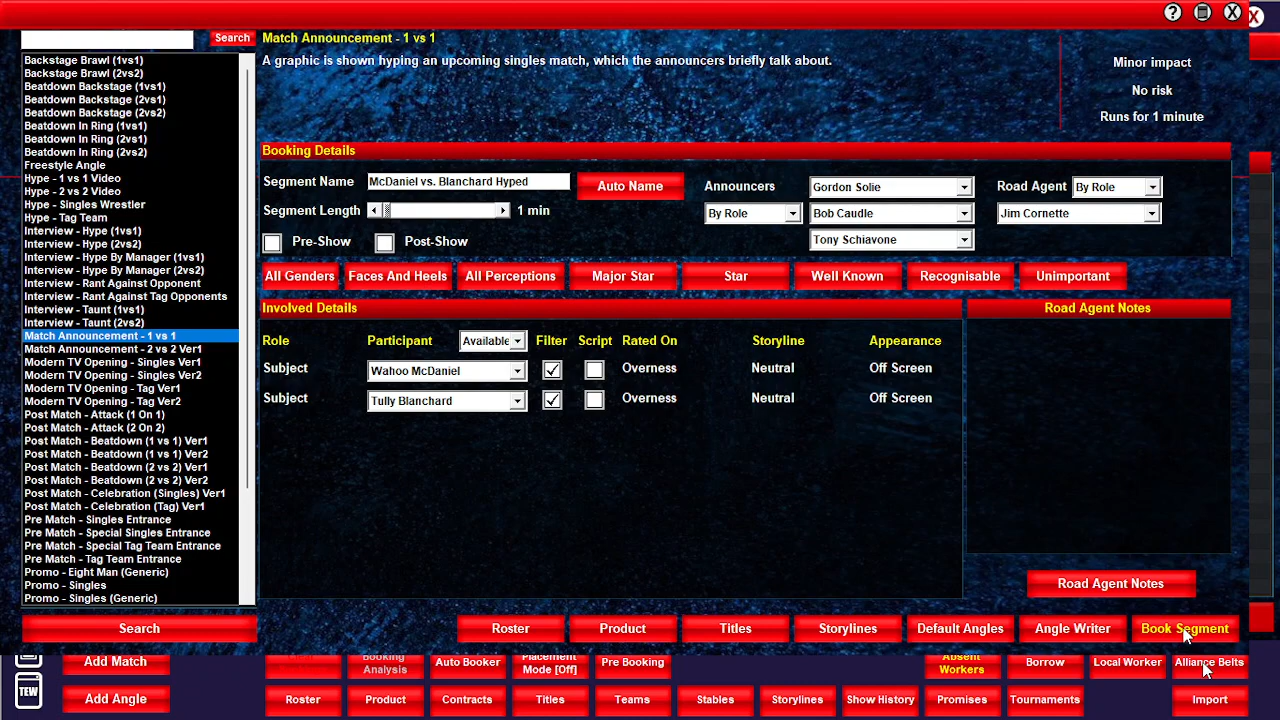 ? X X
Search
Backstage Brawl (1vs1)
Backstage Brawl (2vs2)
Beatdown Backstage (1vs1)
Beatdown Backstage (2vs1)
Beatdown Backstage (2vs2)
Beatdown In Ring (1vs1)
Beatdown In Ring (2vs1)
Beatdown In Ring (2vs2)
Freestyle Angle
Hype - 1 vs 1 Video
Hype - 2 vs 2 Video
Hype - Singles Wrestler
Hype - Tag Team
Interview - Hype (1vs1)
Interview - Hype (2vs2)
Interview - Hype By Manager (1vs1)
Interview - Hype By Manager (2vs2)
Interview - Rant Against Opponent
Interview - Rant Against Tag Opponents
Interview - Taunt (1vs1)
Interview - Taunt (2vs2)
Match Announcement - 1 vs 1
Match Announcement - 2 vs 2 Ver1
Modern TV Opening - Singles Ver1
Modern TV Opening - Singles Ver2
Modern TV Opening - Tag Ver1
Modern TV Opening - Tag Ver2
Post Match - Attack (1 On 1)
Post Match - Attack (2 On 2)
Post Match - Beatdown (1 vs 1) Ver1
Post Match - Beatdown (1 vs 1) Ver2
Post Match - Beatdown (2 vs 2) Ver1
Post Match - Beatdown (2 vs 2) Ver2
Post Match - Celebration (Singles) Ver1
Post Match - Celebration (Tag) Ver1
Pre Match - Singles Entrance
Pre Match - Special Singles Entrance
Pre Match - Special Tag Team Entrance
Pre Match - Tag Team Entrance
Promo - Eight Man (Generic)
Promo - Singles
Promo - Singles (Generic)
Search
Match Announcement - 1 vs 1
A graphic is shown hyping an upcoming singles match, which the announcers briefly talk about.
Minor impact
No risk
Runs for 1 minute
Booking Details
Segment Name McDaniel vs. Blanchard Hyped Auto Name Announcers Gordon Solie Road Agent By Role
Segment Length 1 min By Role Bob Caudle Jim Cornette
Pre-Show Post-Show Tony Schiavone
All Genders Faces And Heels All Perceptions Major Star Star Well Known Recognisable Unimportant
Involved Details Road Agent Notes
Role Participant Available Filter Script Rated On Storyline Appearance
Subject Wahoo McDaniel Overness Neutral Off Screen
Subject Tully Blanchard Overness Neutral Off Screen
Road Agent Notes
Roster Product Titles Storylines Default Angles Angle Writer Book Segment
TEW
Add Match Booking Analysis Auto Booker Placement Mode [Off] Pre Booking Absent Workers Borrow Local Worker Alliance Belts
Add Angle Roster Product Contracts Titles Teams Stables Storylines Show History Promises Tournaments Import